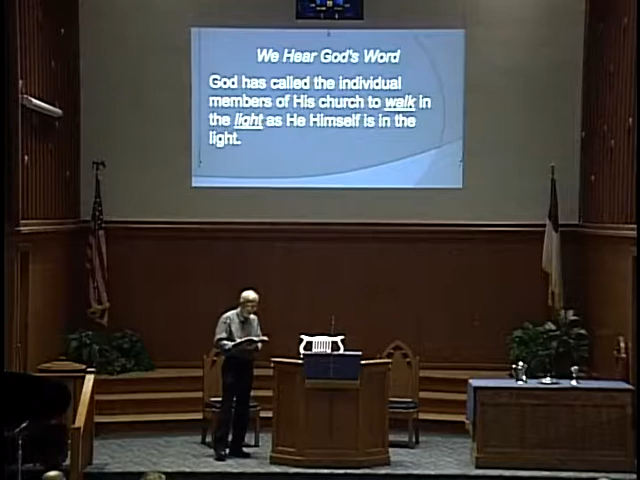 We Hear God's Word
God has called the individual
members of His church to walk in
the light as He Himself is in the
light.